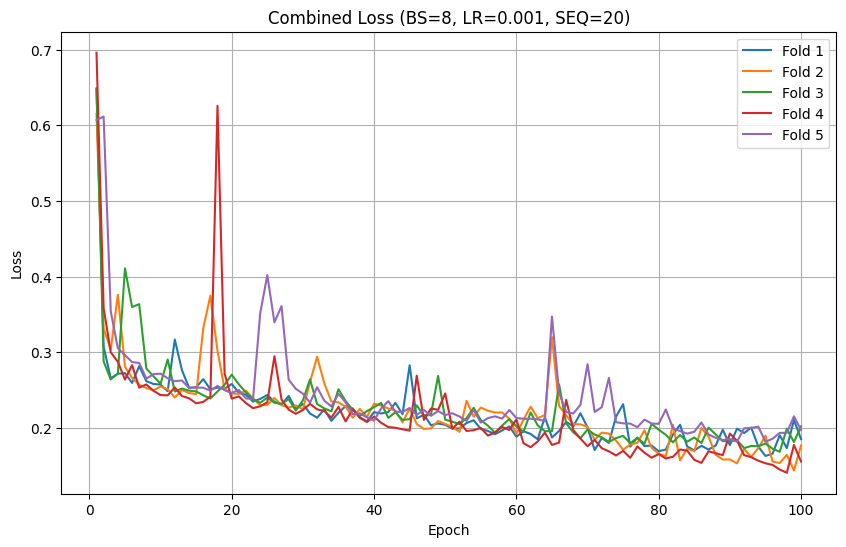 Combined Loss (BS=8, LR=0.001, SEQ=20)
Fold 1
Fold 2
Fold 3
Fold 4
Fold 5
0.7
0.6
0.5
0.4
0.3
0.2
Loss
0
20
40
60
80
100
Epoch